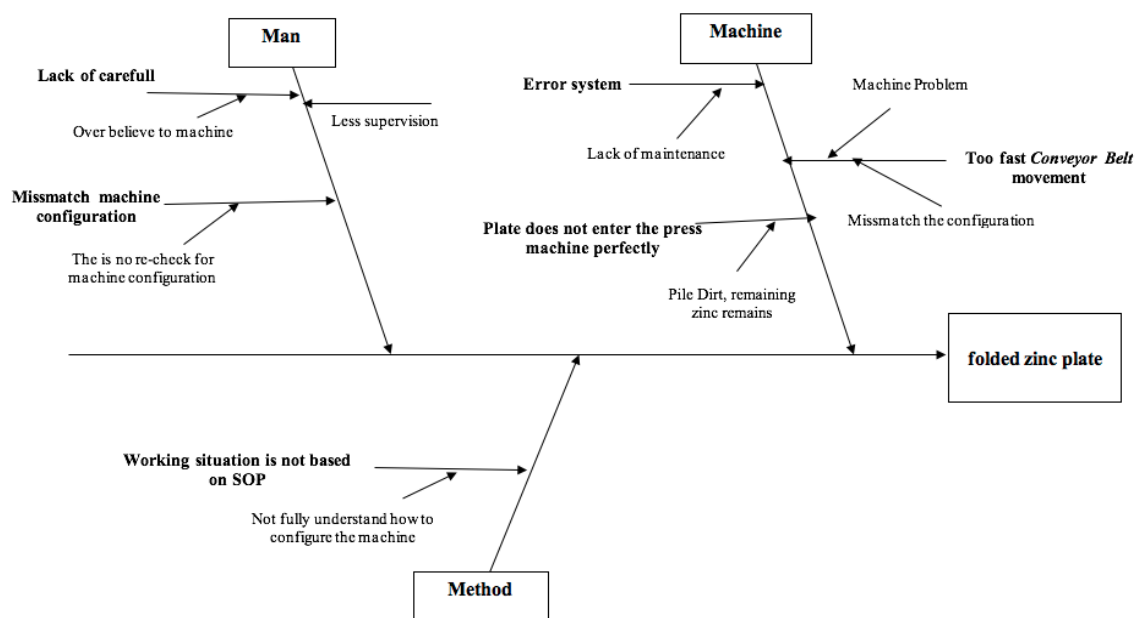 Man
Lack of carefull
Over believe to machine
Less supervision
Missmatch machine
configuration
The is no re-check for
machine configuration
Machine
Error system
Lack of maintenance
Machine Problem
Too fast Conveyor Belt
movement
Missmatch the configuration
Plate does not enter the press
machine perfectly
Pile Dirt, remaining
zinc remains
folded zinc plate
Working situation is not based
on SOP
Not fully understand how to
configure the machine
Method